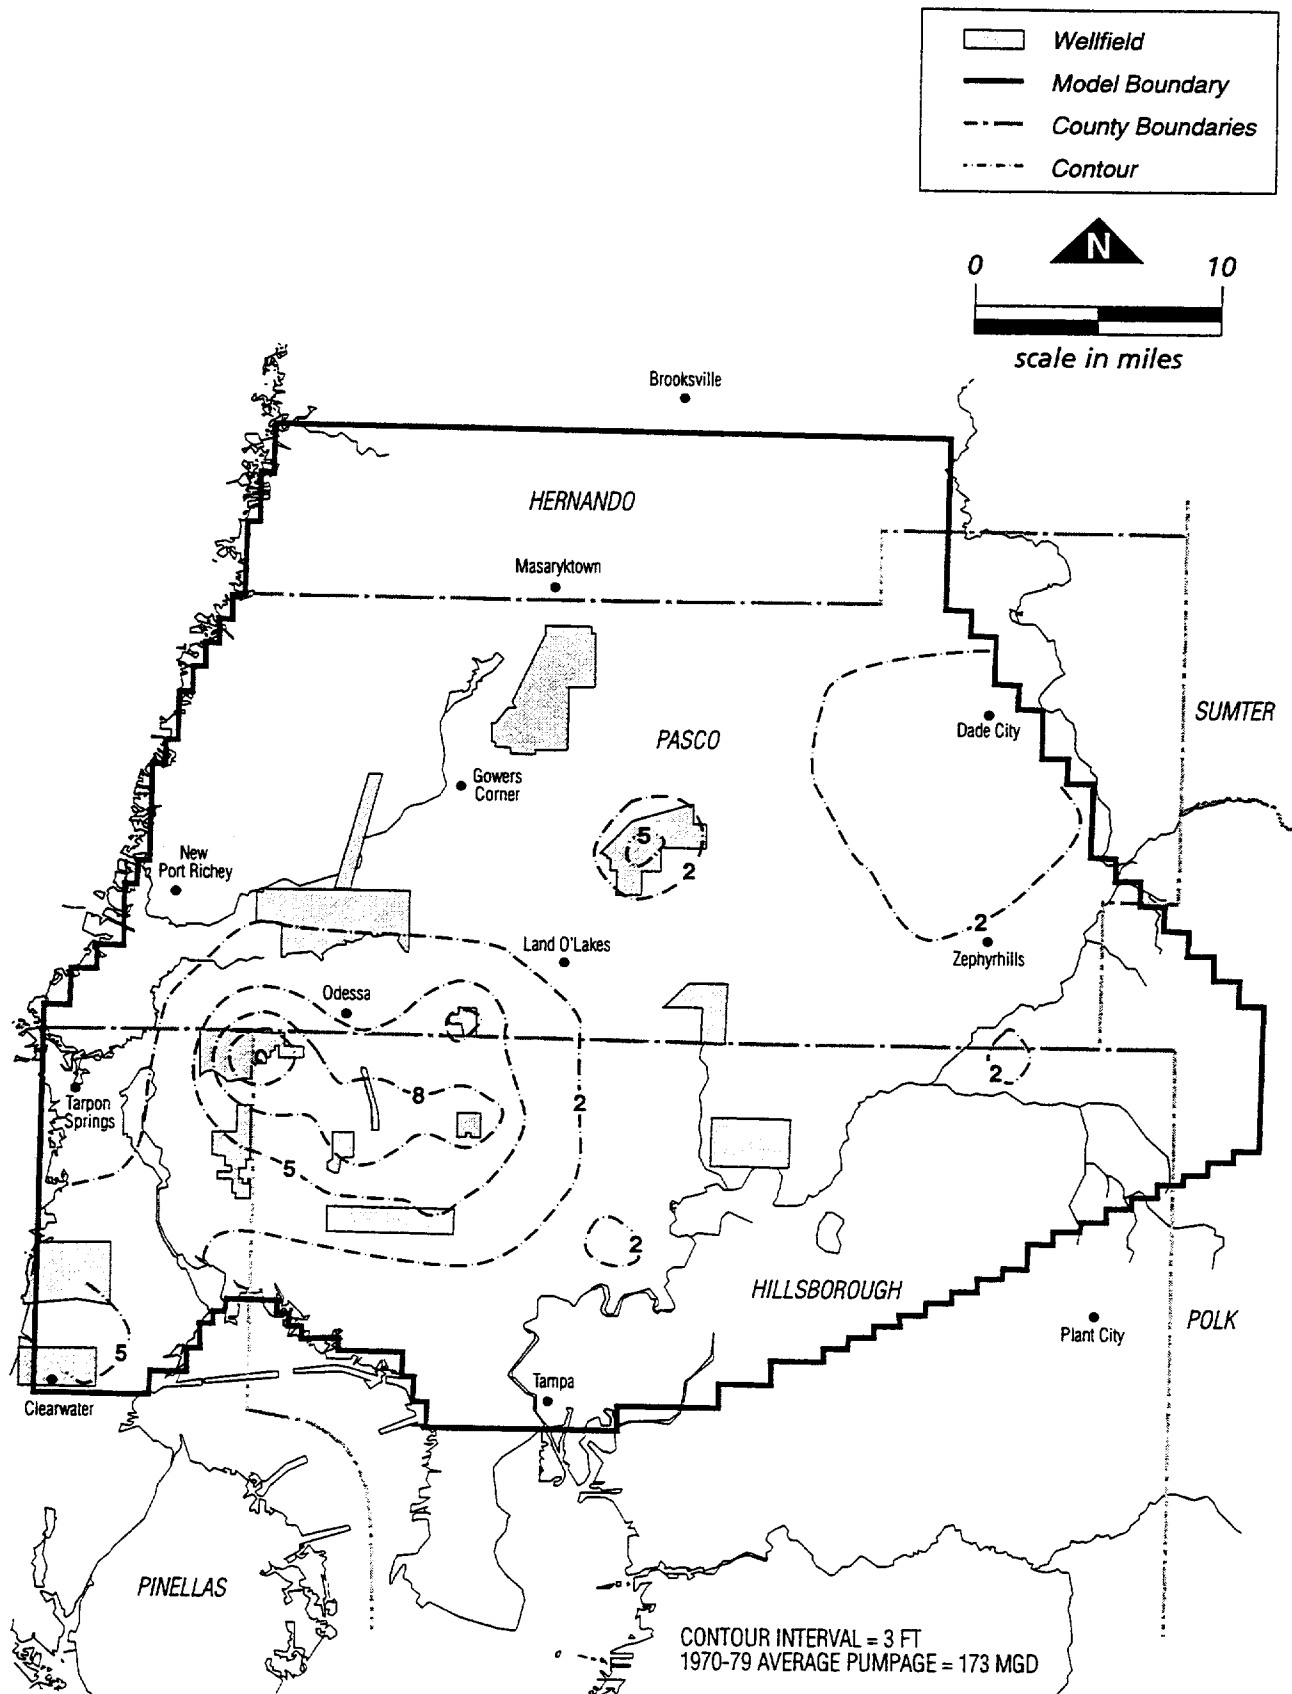 Wellfield
Model Boundary
County Boundaries
Contour
N
0 10
scale in miles
Brooksville
HERNANDO
Masaryktown
SUMTER
Dade City
PASCO
Gowers
Corner
5
2
New
Port Richey
2
Zephyrhills
Land O'Lakes
Odessa
2
8
2
Tarpon
Springs
5
2
HILLSBOROUGH
POLK
Plant City
5
Tampa
Clearwater
PINELLAS
CONTOUR INTERVAL = 3 FT
1970-79 AVERAGE PUMPAGE = 173 MGD